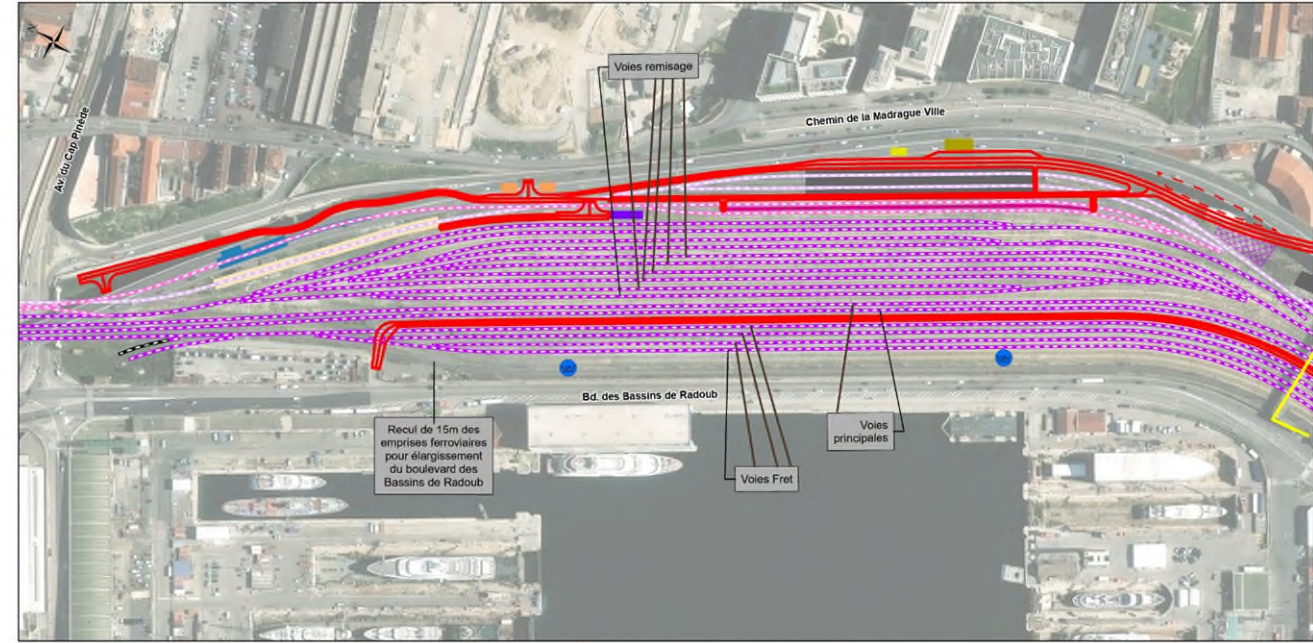 N
Voies remisage
Av. du Cap Pinède
Chemin de la Madrague Ville
Bd. des Bassins de Radoub
Recul de 15m des
emprises ferroviaires
pour élargissement
du boulevard des
Bassins de Radoub
Voies
principales
Voies Fret